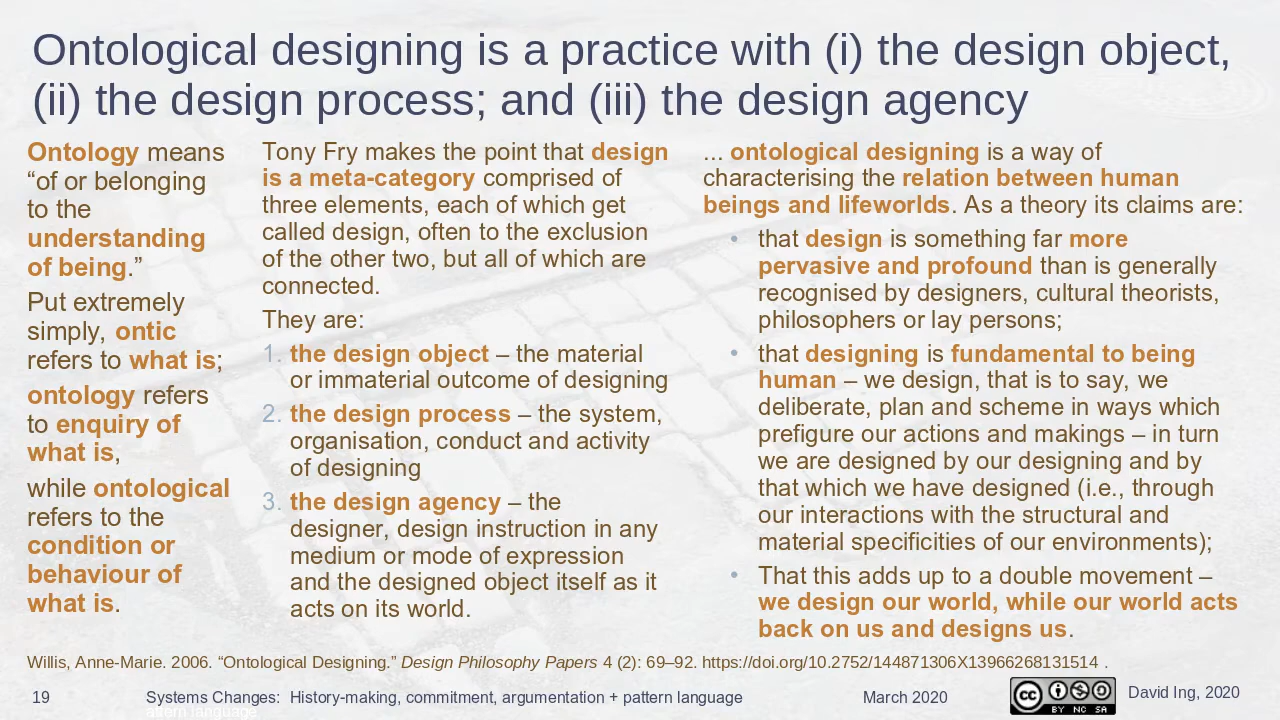 Ontological designing is a practice with (i) the design object,
(ii) the design process; and (iii) the design agency
Ontology means
“of or belonging
to the
understanding
of being.”
Put extremely
simply, ontic
refers to what is;
ontology refers
to enquiry of
what is,
while ontological
refers to the
condition or
behaviour of
what is.
Tony Fry makes the point that design
is a meta-category comprised of
three elements, each of which get
called design, often to the exclusion
of the other two, but all of which are
connected.
They are:
1. the design object – the material
or immaterial outcome of designing
2. the design process – the system,
organisation, conduct and activity
of designing
3. the design agency – the
designer, design instruction in any
medium or mode of expression
and the designed object itself as it
acts on its world.
... ontological designing is a way of
characterising the relation between human
beings and lifeworlds. As a theory its claims are:
• that design is something far more
pervasive and profound than is generally
recognised by designers, cultural theorists,
philosophers or lay persons;
• that designing is fundamental to being
human – we design, that is to say, we
deliberate, plan and scheme in ways which
prefigure our actions and makings – in turn
we are designed by our designing and by
that which we have designed (i.e., through
our interactions with the structural and
material specificities of our environments);
• That this adds up to a double movement –
we design our world, while our world acts
back on us and designs us.
Willis, Anne-Marie. 2006. “Ontological Designing.” Design Philosophy Papers 4 (2): 69–92. https://doi.org/10.2752/144871306X13966268131514 .
19
Systems Changes: History-making, commitment, argumentation + pattern language
attern language
March 2020
cc
BY NC SA
David Ing, 2020